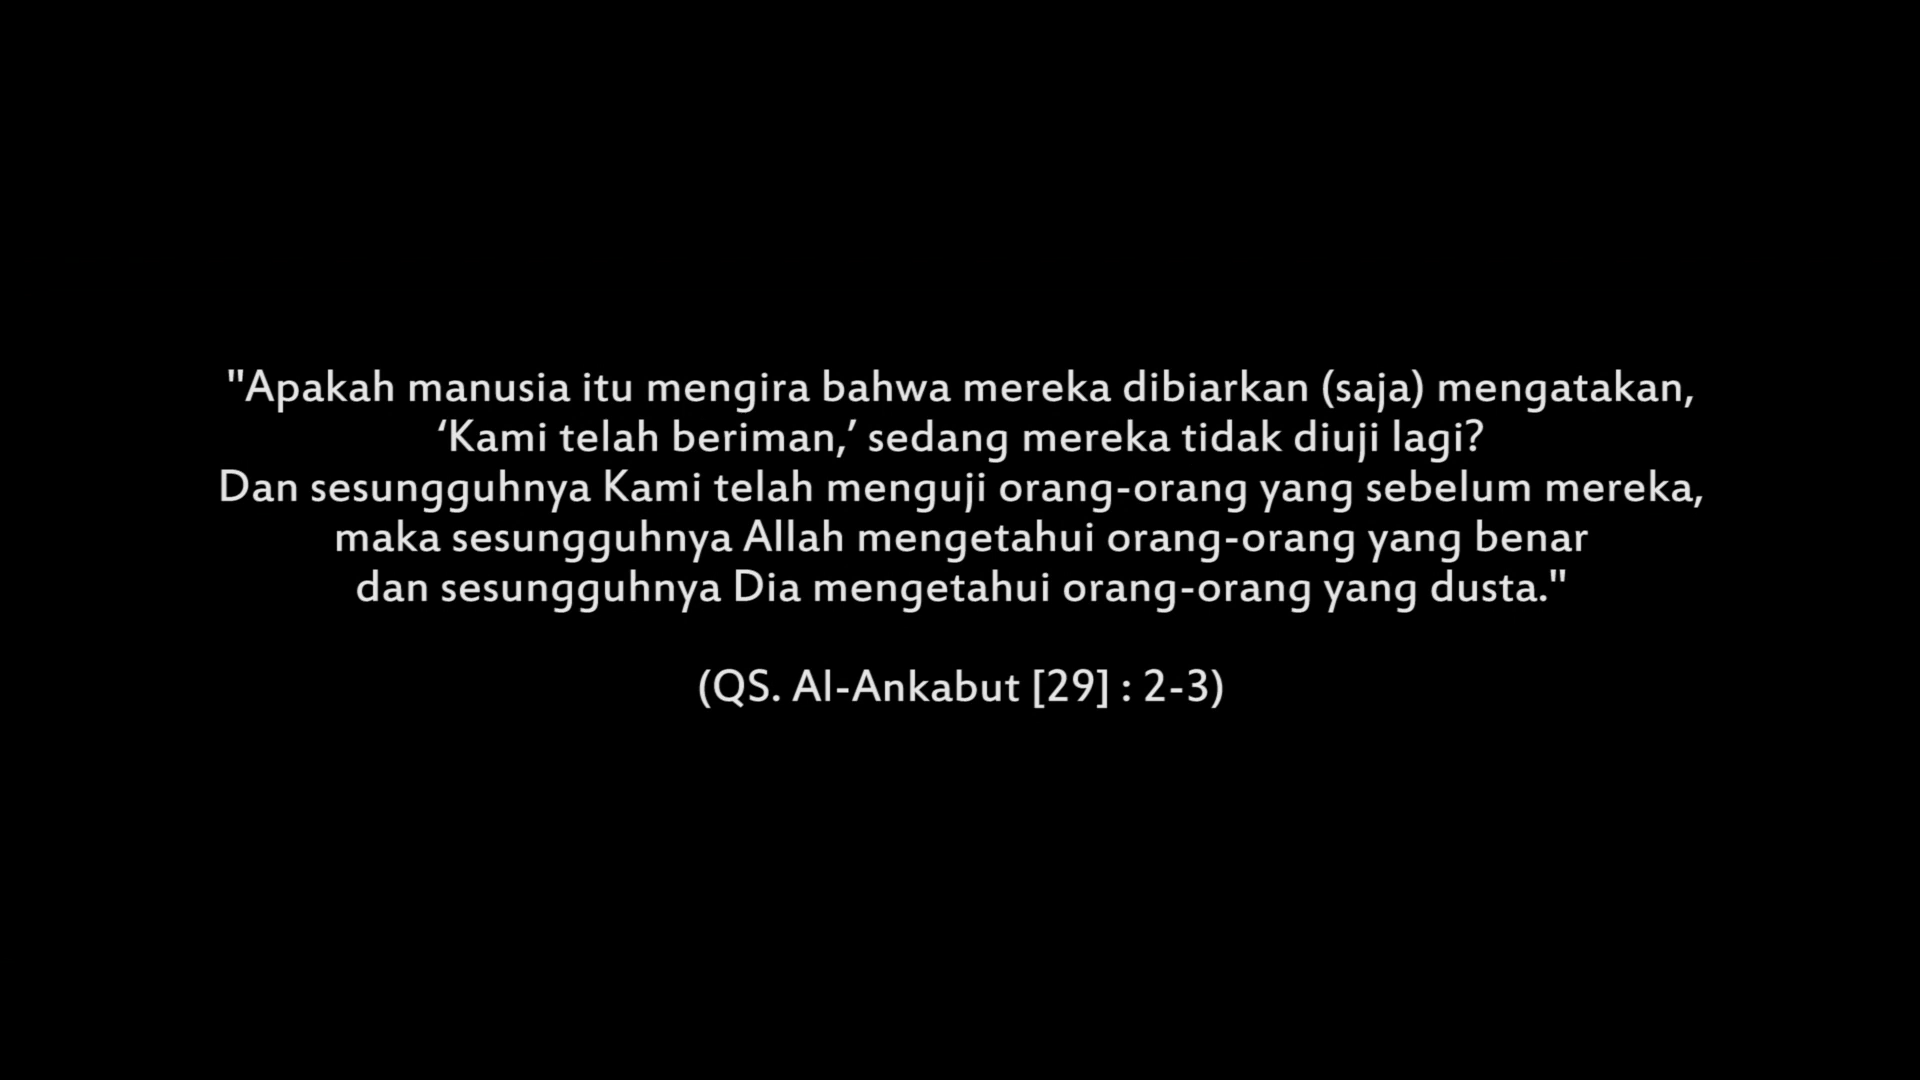 "Apakah manusia itu mengira bahwa mereka dibiarkan (saja) mengatakan,
‘Kami telah beriman,’ sedang mereka tidak diuji lagi?
Dan sesungguhnya Kami telah menguji orang-orang yang sebelum mereka,
maka sesungguhnya Allah mengetahui orang-orang yang benar
dan sesungguhnya Dia mengetahui orang-orang yang dusta."
(QS. Al-Ankabut [29] : 2-3)